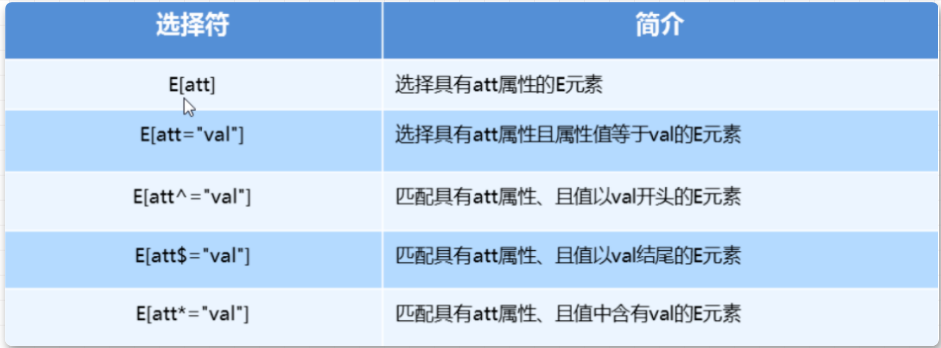 选择符 简介
E[att] 选择具有att属性的E元素
E[att="val"] 选择具有att属性且属性值等于val的E元素
E[att^="val"] 匹配具有att属性、且值以val开头的E元素
E[att$="val"] 匹配具有att属性、且值以val结尾的E元素
E[att*="val"] 匹配具有att属性、且值中含有val的E元素